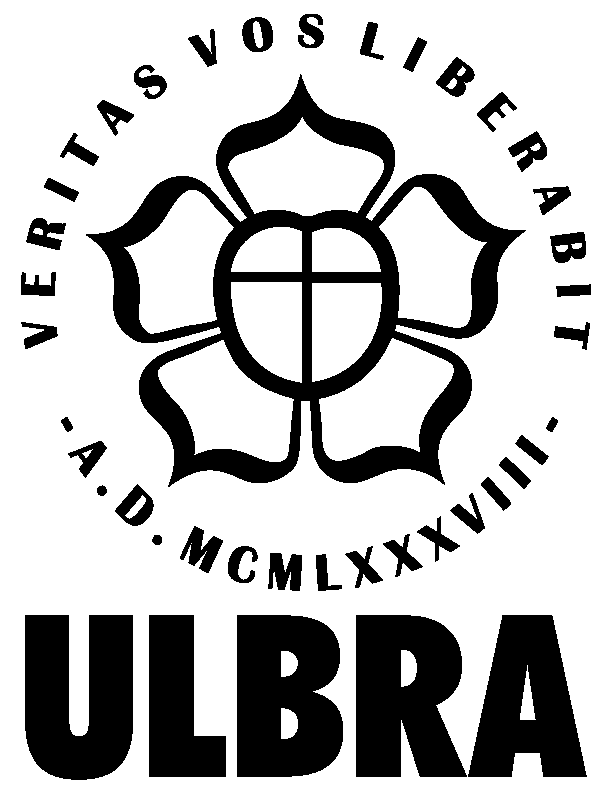 VERITAS VOS LIBERABIT
- A.D. MCMLXXXVIII -
ULBRA